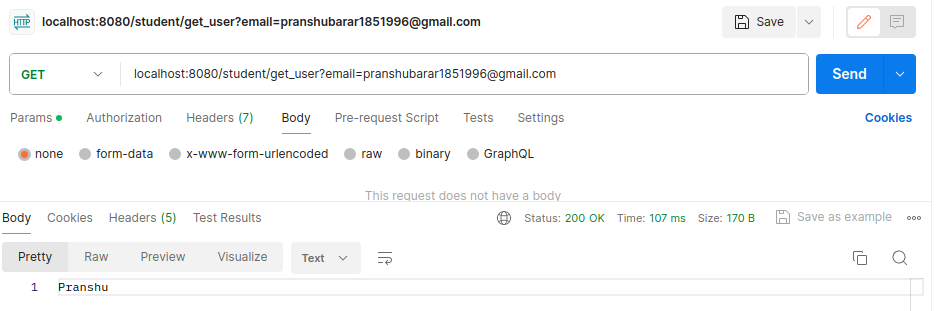 HTTP localhost:8080/student/get_user?email=pranshubarar1851996@gmail.com Save
GET localhost:8080/student/get_user?email=pranshubarar1851996@gmail.com Send
Params Authorization Headers (7) Body Pre-request Script Tests Settings Cookies
none form-data x-www-form-urlencoded raw binary GraphQL
This request does not have a body
Body Cookies Headers (5) Test Results Status: 200 OK Time: 107 ms Size: 170 B Save as example
Pretty Raw Preview Visualize Text
1 Pranshu